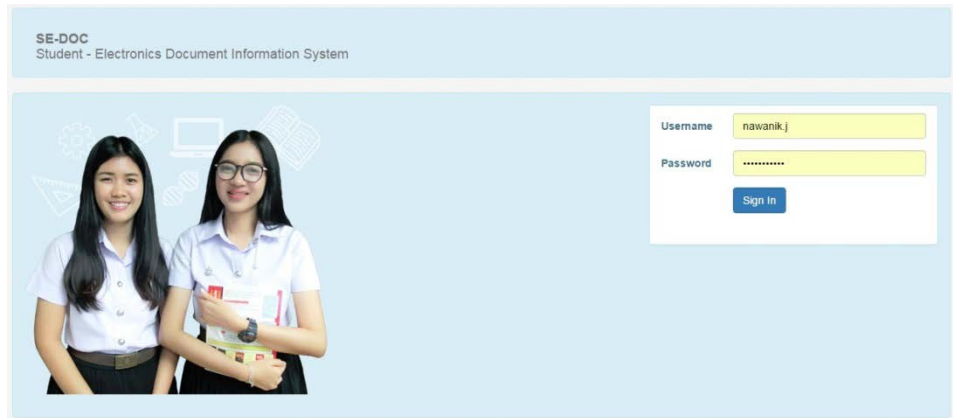 SE-DOC
Student - Electronics Document Information System
Username
nawanik.j
Password
•••••••••••
Sign In